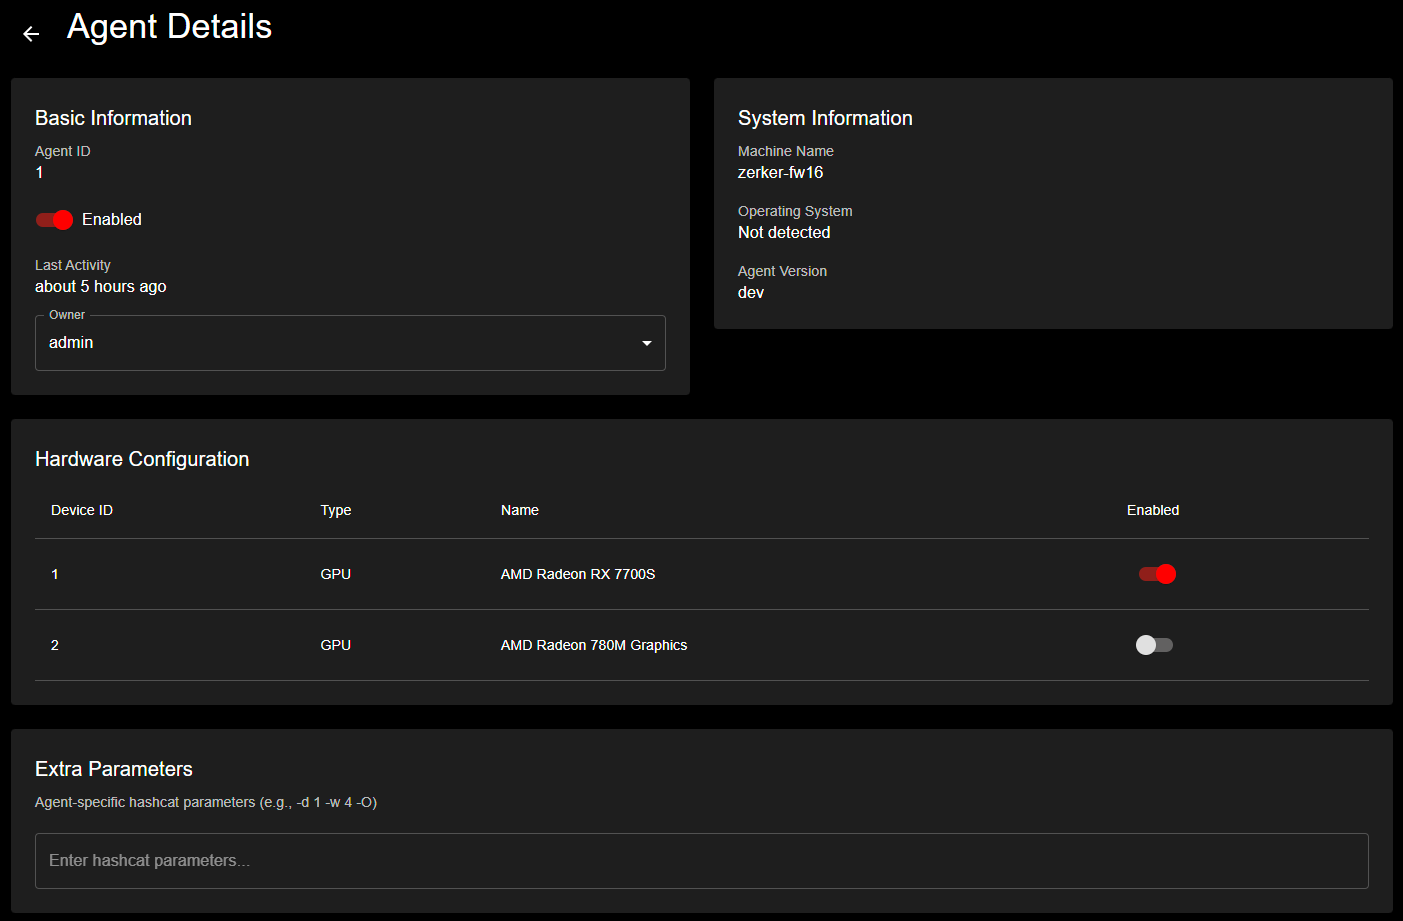 Agent Details
Basic Information
Agent ID
1
Enabled
Last Activity
about 5 hours ago
Owner
admin
System Information
Machine Name
zerker-fw16
Operating System
Not detected
Agent Version
dev
Hardware Configuration
Device ID Type Name Enabled
1 GPU AMD Radeon RX 7700S
2 GPU AMD Radeon 780M Graphics
Extra Parameters
Agent-specific hashcat parameters (e.g., -d 1 -w 4 -O)
Enter hashcat parameters...